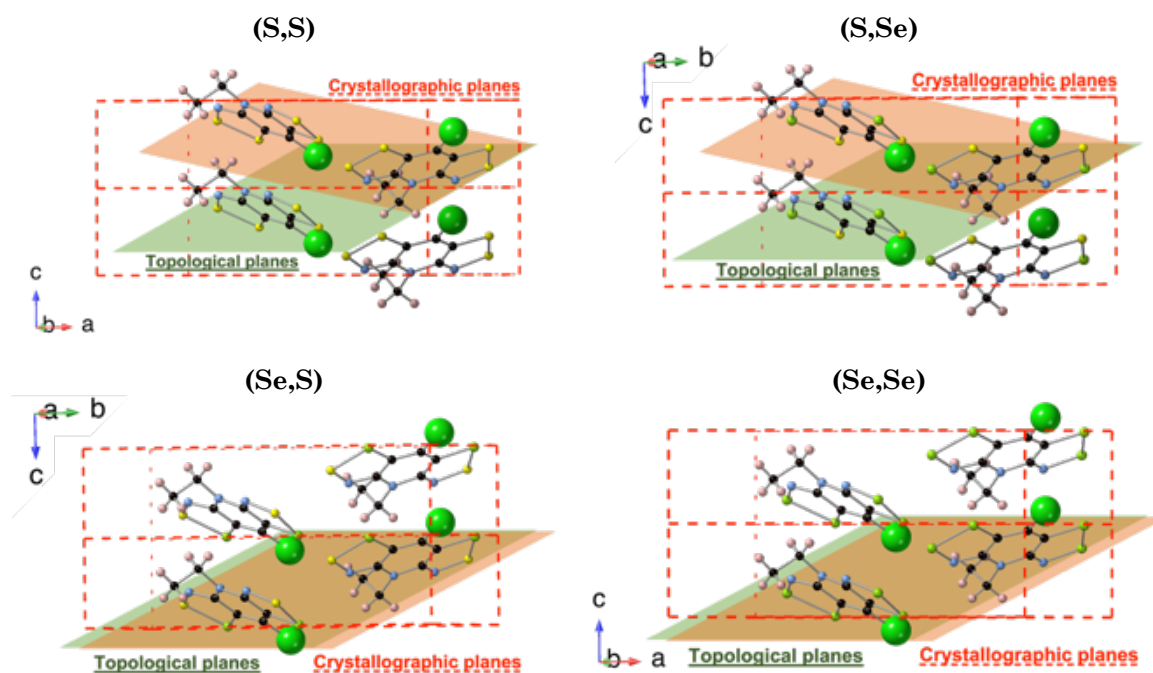 (S,S)
(S,Se)
Crystallographic planes
Topological planes
c
b a
a b
c
Crystallographic planes
Topological planes
(Se,S)
(Se,Se)
a b
c
Topological planes
Crystallographic planes
c
b a
Topological planes
Crystallographic planes